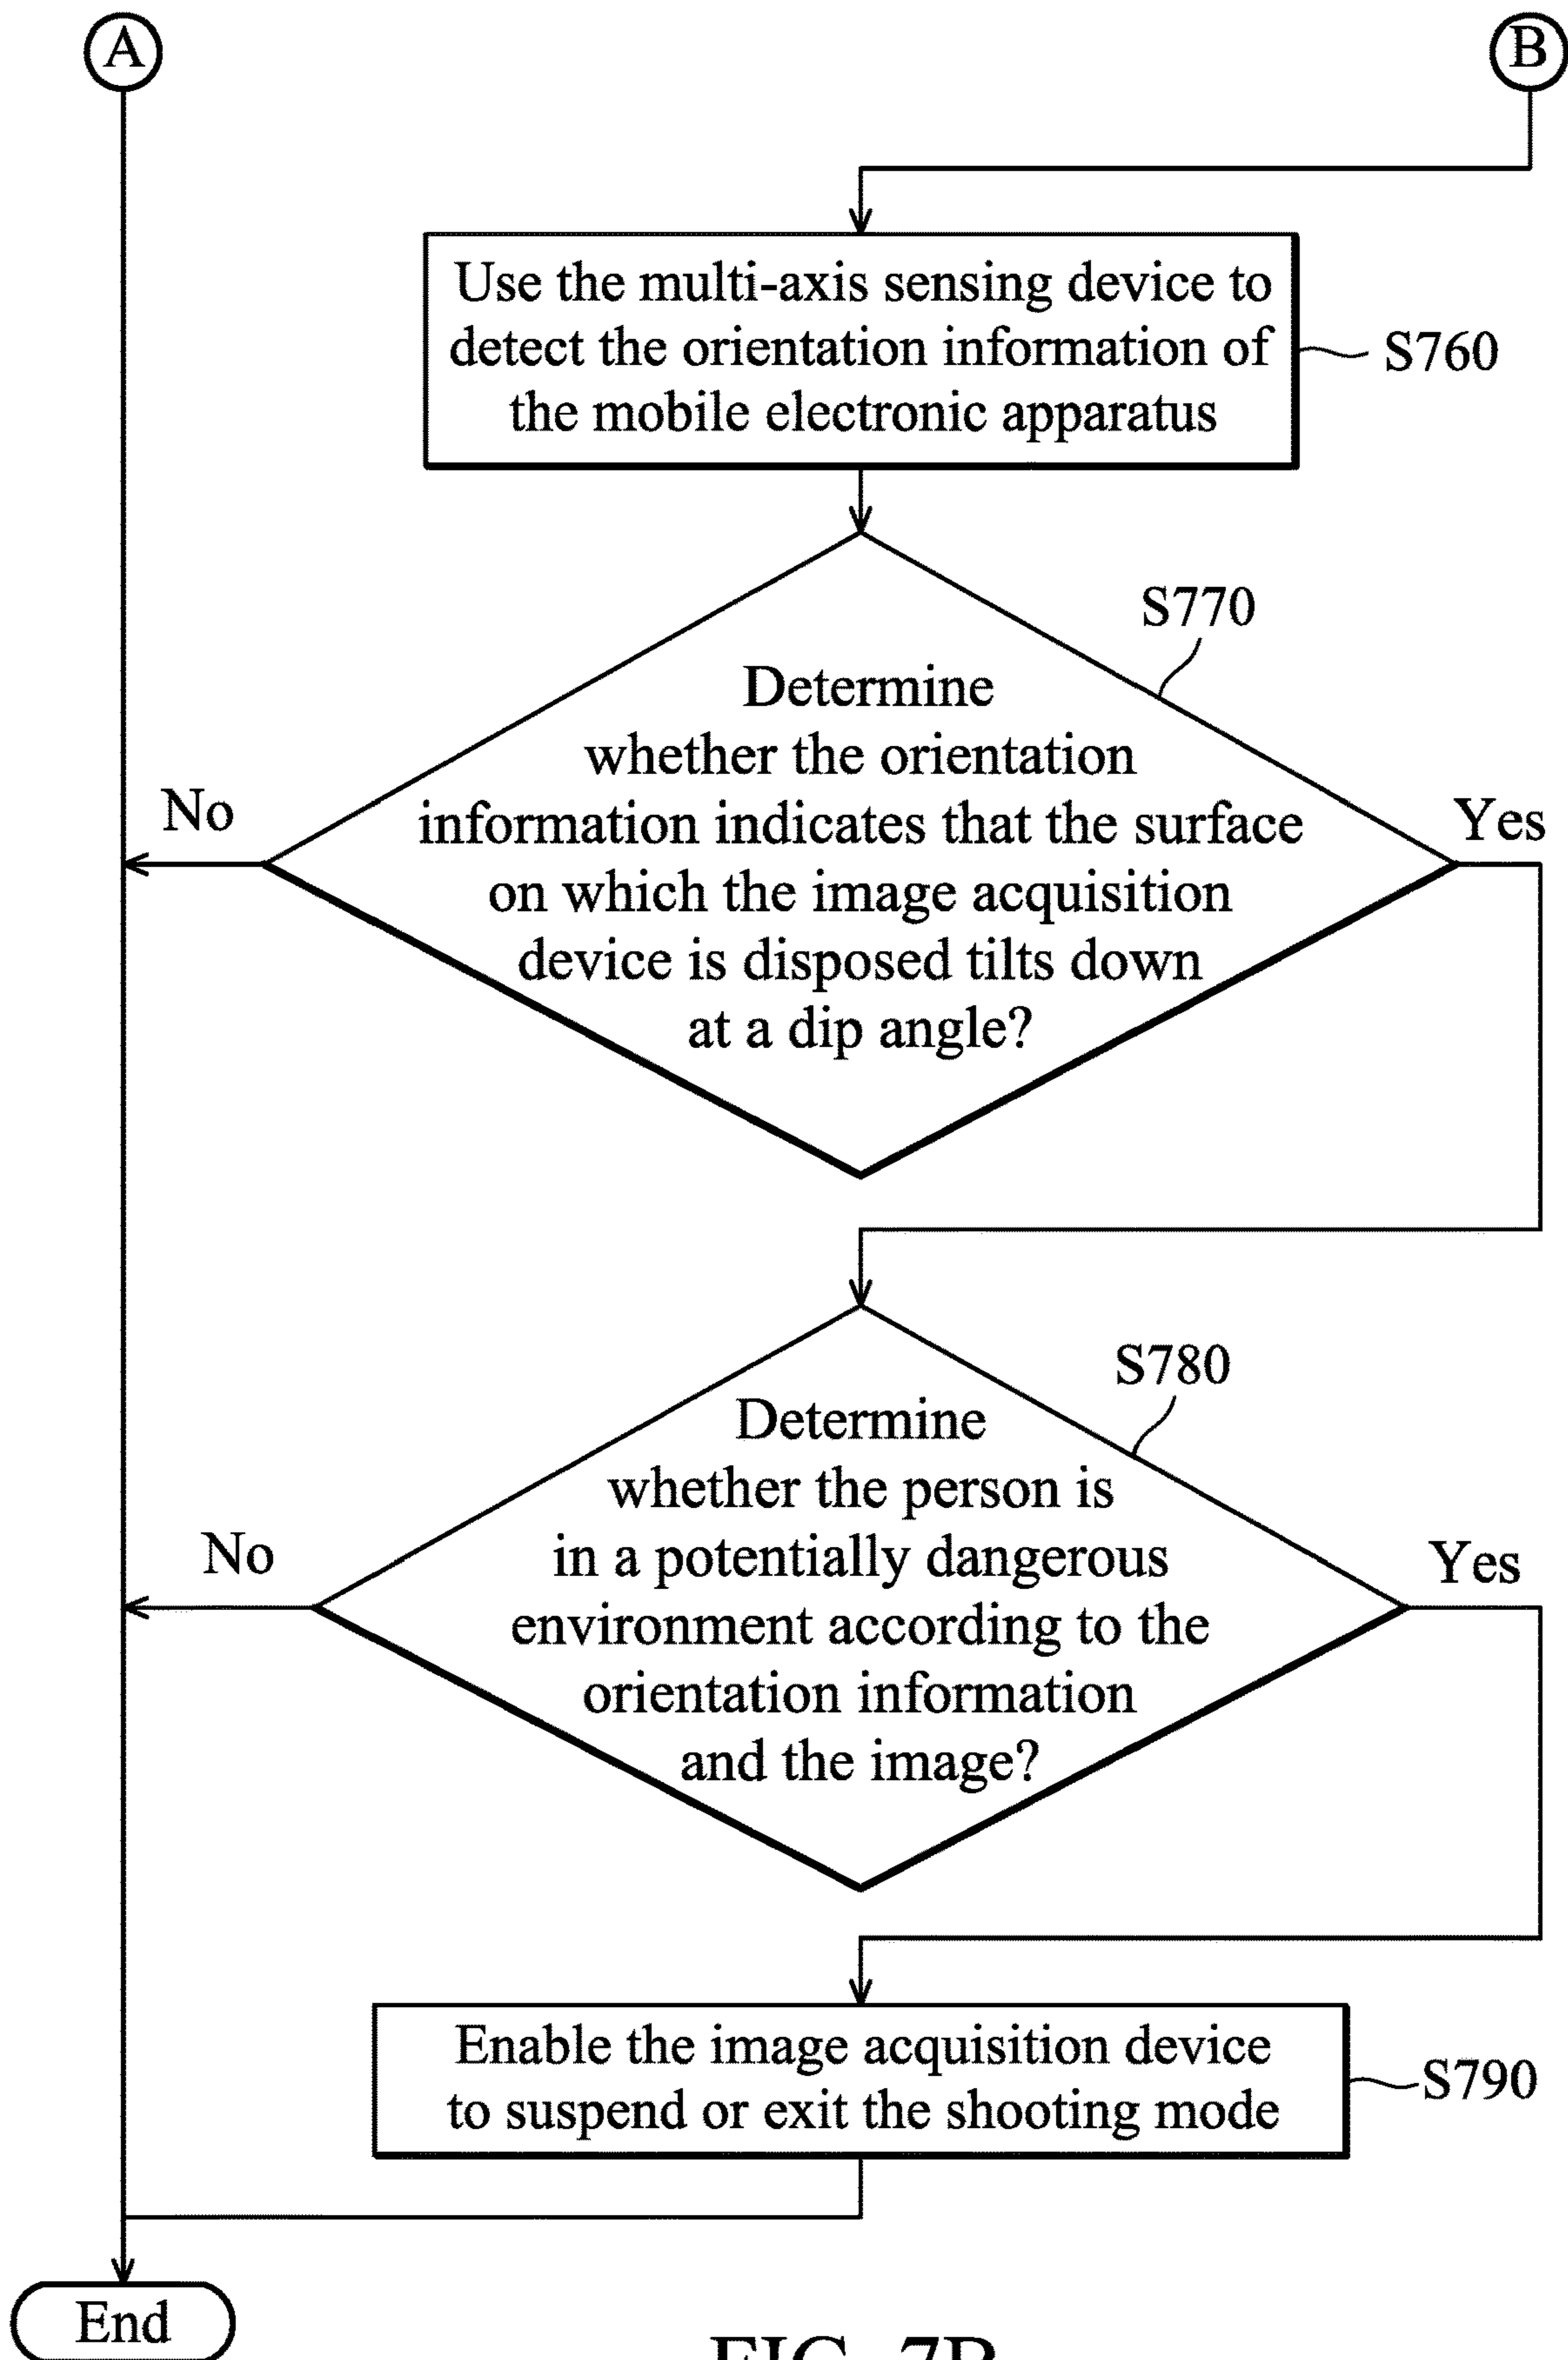 A
B
Use the multi-axis sensing device to
detect the orientation information of
the mobile electronic apparatus
S760
S770
Determine
whether the orientation
information indicates that the surface
on which the image acquisition
device is disposed tilts down
at a dip angle?
No
Yes
S780
Determine
whether the person is
in a potentially dangerous
environment according to the
orientation information
and the image?
No
Yes
Enable the image acquisition device
to suspend or exit the shooting mode
S790
End
FIG. 7B